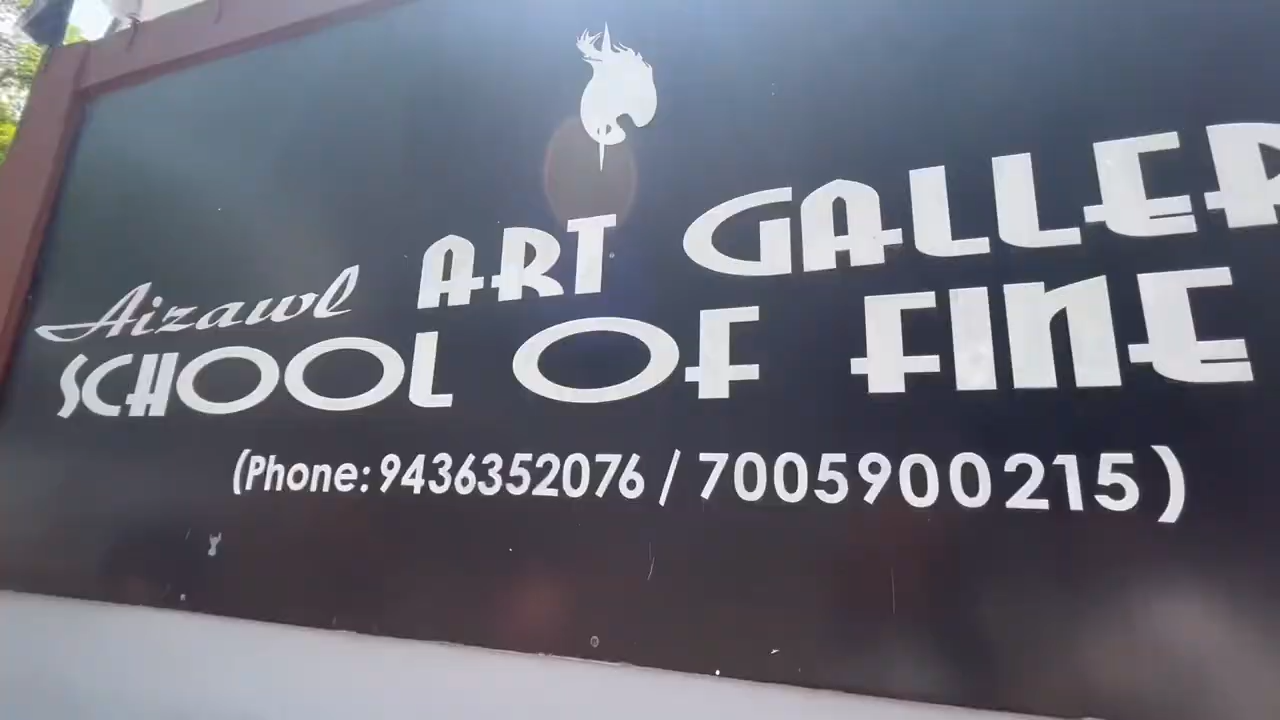 Aizawl ART GALLER
SCHOOL OF FINE
(Phone: 9436352076 / 7005900215)